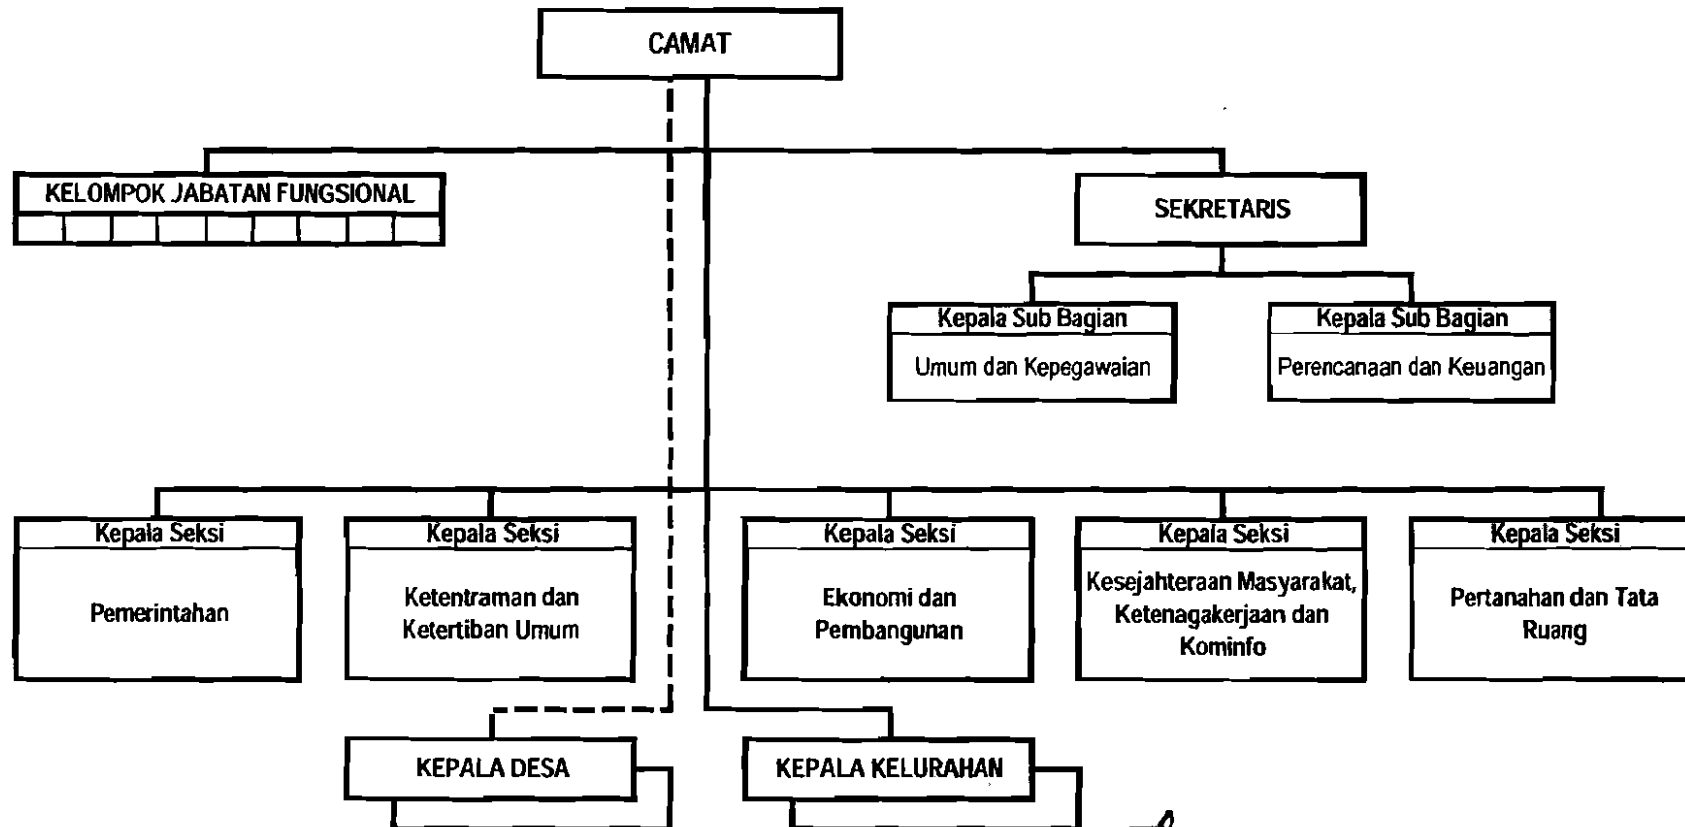 CAMAT
KELOMPOK JABATAN FUNGSIONAL
SEKRETARIS
Kepala Sub Bagian
Umum dan Kepegawaian
Kepala Sub Bagian
Perencanaan dan Keuangan
Kepala Seksi
Pemerintahan
Kepala Seksi
Ketentraman dan
Ketertiban Umum
Kepala Seksi
Ekonomi dan
Pembangunan
Kepala Seksi
Kesejahteraan Masyarakat,
Ketenagakerjaan dan
Kominfo
Kepala Seksi
Pertanahan dan Tata
Ruang
KEPALA DESA
KEPALA KELURAHAN